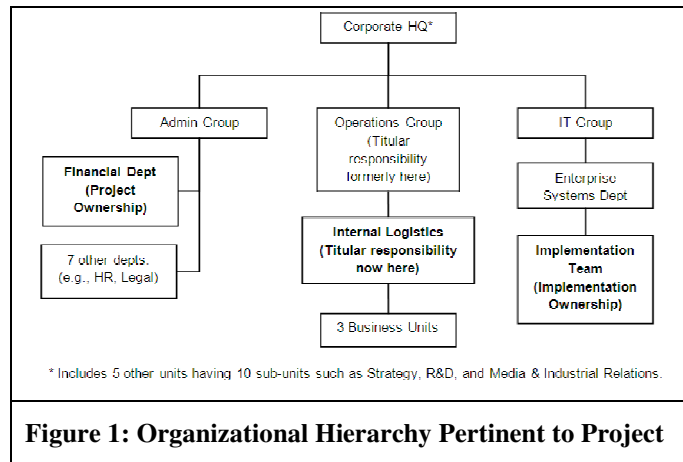 Corporate HQ*
Admin Group
Operations Group
(Titular
responsibility
formerly here)
IT Group
Financial Dept
(Project
Ownership)
Enterprise
Systems Dept
Internal Logistics
(Titular responsibility
now here)
7 other depts.
(e.g., HR, Legal)
Implementation
Team
(Implementation
Ownership)
3 Business Units
* Includes 5 other units having 10 sub-units such as Strategy, R&D, and Media & Industrial Relations.
Figure 1: Organizational Hierarchy Pertinent to Project